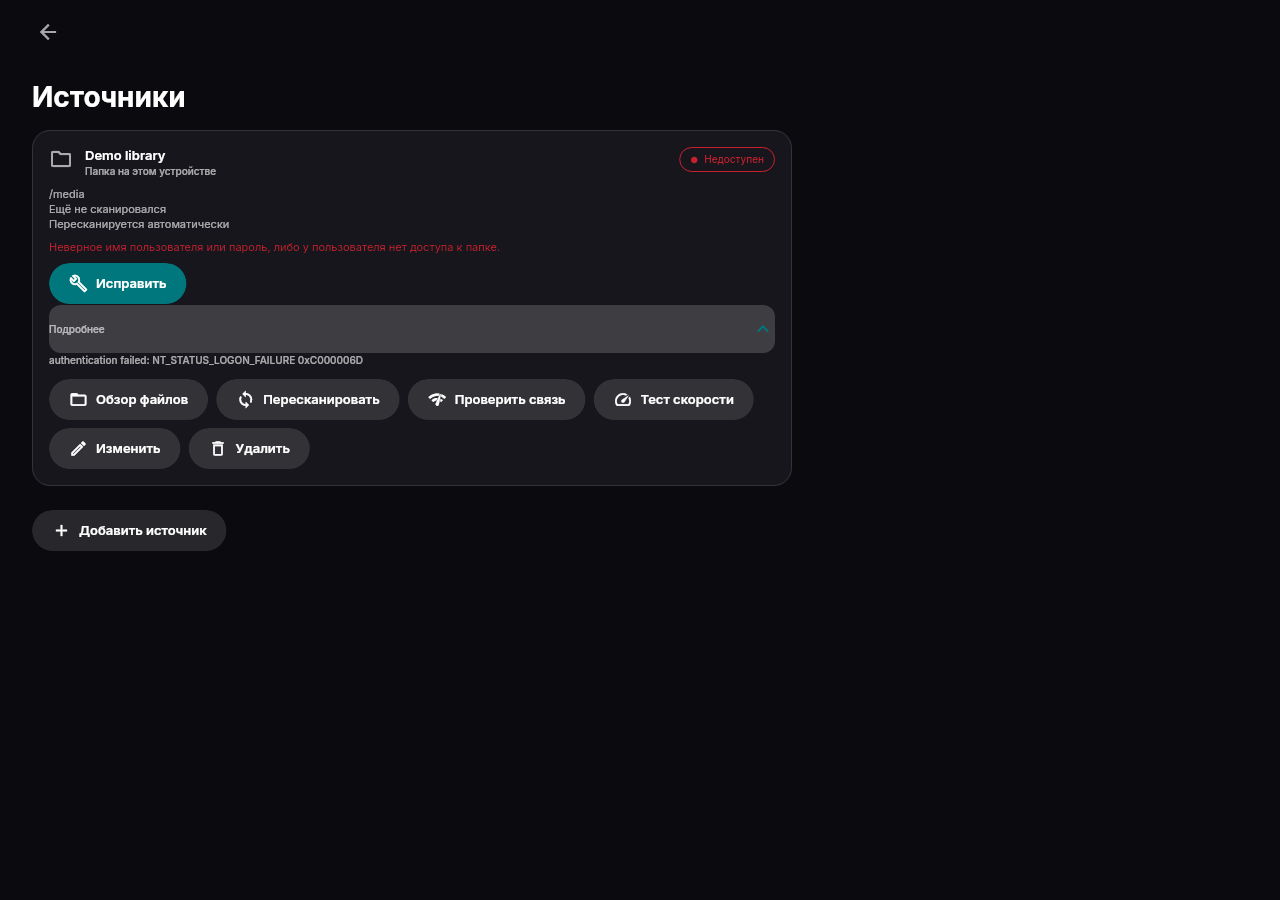 Источники
Demo library
Папка на этом устройстве
Недоступен
/media
Ещё не сканировался
Пересканируется автоматически
Неверное имя пользователя или пароль, либо у пользователя нет доступа к папке.
Исправить
Подробнее
authentication failed: NT_STATUS_LOGON_FAILURE 0xC000006D
Обзор файлов
Пересканировать
Проверить связь
Тест скорости
Изменить
Удалить
Добавить источник